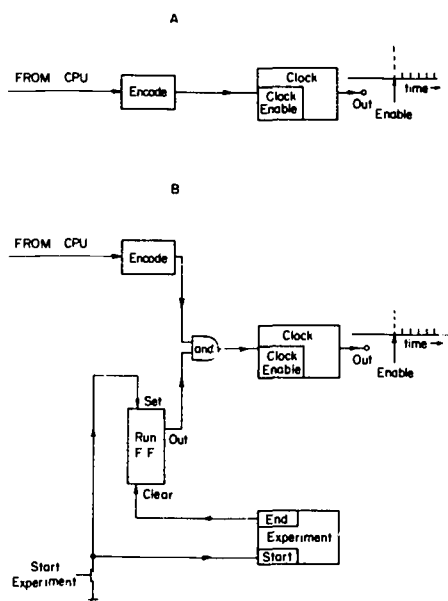 A
FROM CPU
Encode
Clock
Clock
Enable
Out
Enable
time
B
FROM CPU
Encode
and
Clock
Clock
Enable
Out
Enable
time
Set
Run
F F
Out
Clear
End
Experiment
Start
Start
Experiment